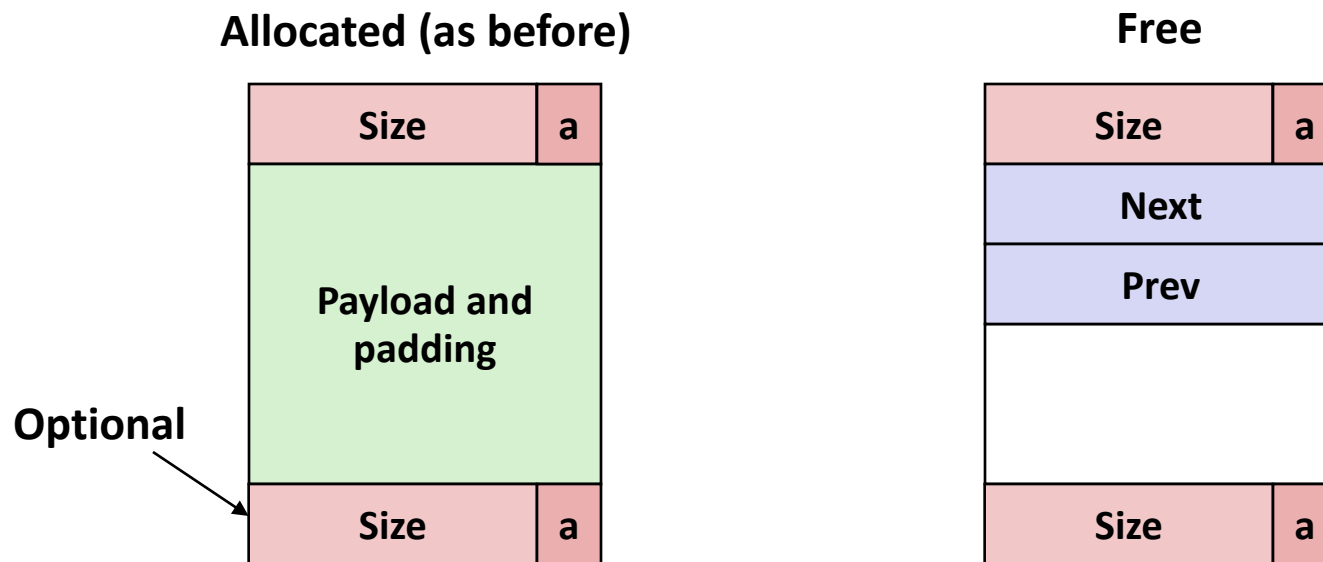 Allocated (as before)
Size a
Payload and
padding
Optional
Size a
Free
Size a
Next
Prev
Size a